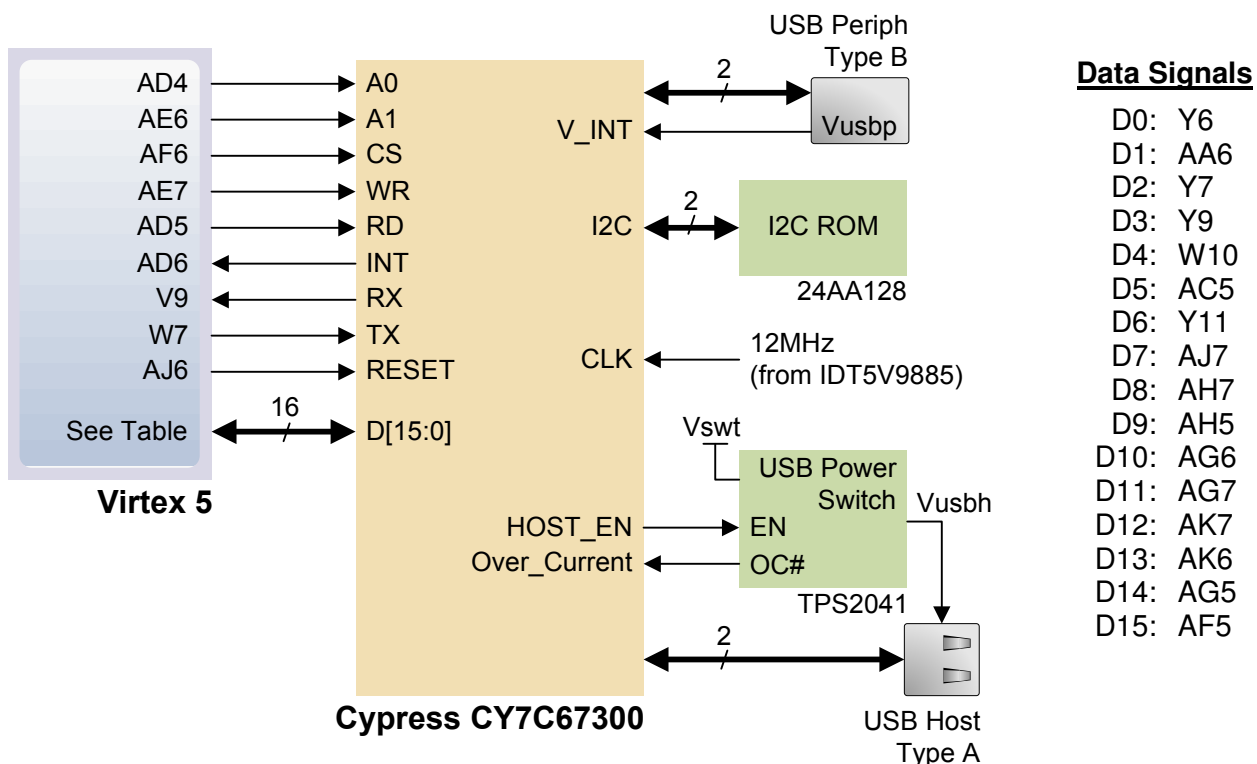 AD4
AE6
AF6
AE7
AD5
AD6
V9
W7
AJ6
See Table
Virtex 5
16
A0
A1
CS
WR
RD
INT
RX
TX
RESET
D[15:0]
V_INT
I2C
CLK
HOST_EN
Over_Current
Cypress CY7C67300
USB Periph
Type B
2
Vusbp
2
I2C ROM
24AA128
12MHz
(from IDT5V9885)
Vswt
USB Power
Switch
EN
OC#
TPS2041
Vusbh
2
USB Host
Type A
Data Signals
D0: Y6
D1: AA6
D2: Y7
D3: Y9
D4: W10
D5: AC5
D6: Y11
D7: AJ7
D8: AH7
D9: AH5
D10: AG6
D11: AG7
D12: AK7
D13: AK6
D14: AG5
D15: AF5